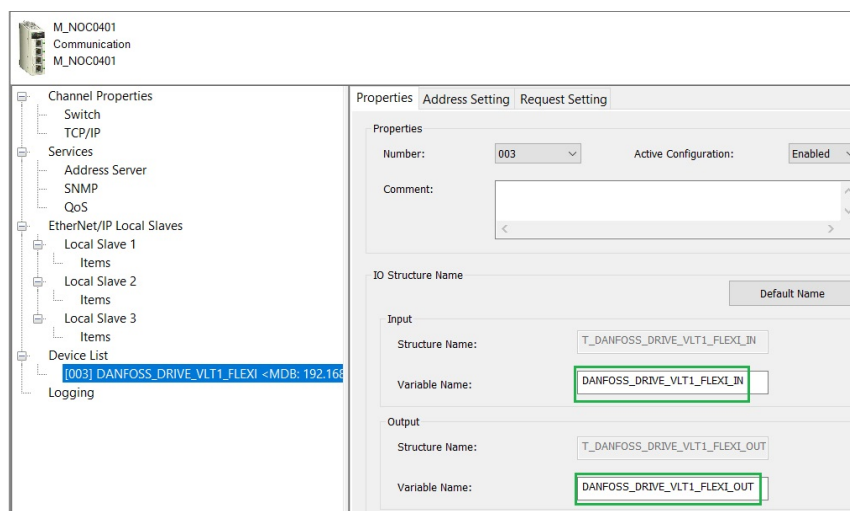 M_NOC0401
Communication
M_NOC0401
Channel Properties
Switch
TCP/IP
Services
Address Server
SNMP
QoS
EtherNet/IP Local Slaves
Local Slave 1
Items
Local Slave 2
Items
Local Slave 3
Items
Device List
[003] DANFOSS_DRIVE_VLT1_FLEXI <MDB: 192.168
Logging
Properties Address Setting Request Setting
Properties
Number: 003 Active Configuration: Enabled
Comment:
IO Structure Name
Default Name
Input
Structure Name: T_DANFOSS_DRIVE_VLT1_FLEXI_IN
Variable Name: DANFOSS_DRIVE_VLT1_FLEXI_IN
Output
Structure Name: T_DANFOSS_DRIVE_VLT1_FLEXI_OUT
Variable Name: DANFOSS_DRIVE_VLT1_FLEXI_OUT